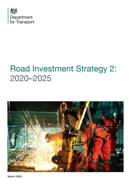 Department
for Transport
Road Investment Strategy 2:
2020–2025
March 2020